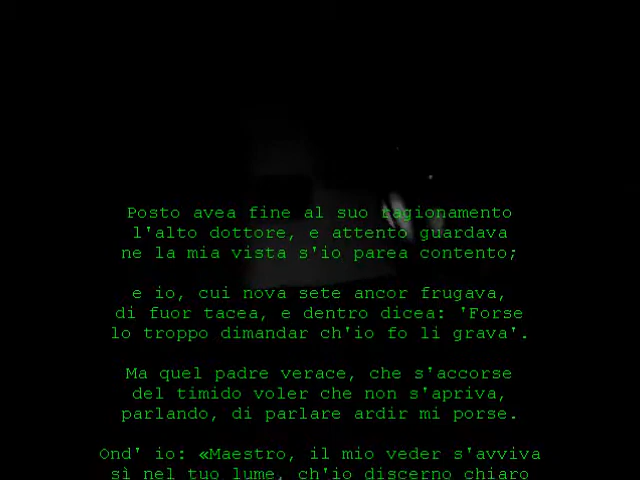 Posto avea fine al suo ragionamento
l'alto dottore, e attento guardava
ne la mia vista s'io parea contento;
e io, cui nova sete ancor frugava,
di fuor tacea, e dentro dicea: 'Forse
lo troppo dimandar ch'io fo li grava'.
Ma quel padre verace, che s'accorse
del timido voler che non s'apriva,
parlando, di parlare ardir mi porse.
Ond' io: «Maestro, il mio veder s'avviva
sì nel tuo lume, ch'io discerno chiaro